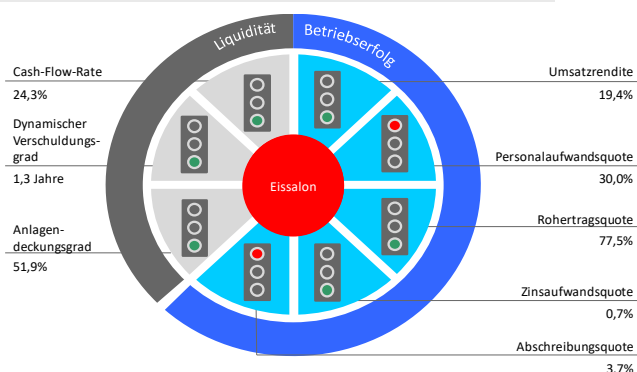 Liquidität
Betriebserfolg
Cash-Flow-Rate
24,3%
Dynamischer
Verschuldungs-
grad
1,3 Jahre
Anlagen-
deckungsgrad
51,9%
Eissalon
Umsatzrendite
19,4%
Personalaufwandsquote
30,0%
Rohertragsquote
77,5%
Zinsaufwandsquote
0,7%
Abschreibungsquote
3,7%